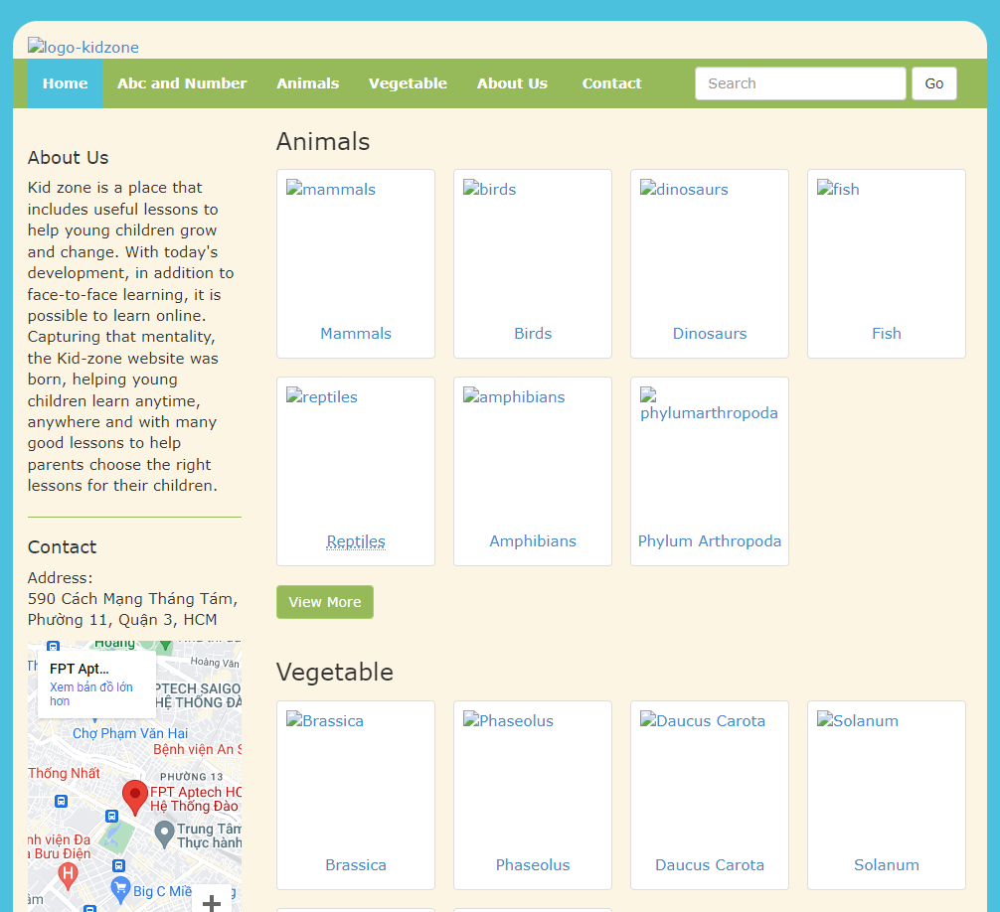 logo-kidzone
Home Abc and Number Animals Vegetable About Us Contact Search Go
About Us
Kid zone is a place that
includes useful lessons to
help young children grow
and change. With today's
development, in addition to
face-to-face learning, it is
possible to learn online.
Capturing that mentality,
the Kid-zone website was
born, helping young
children learn anytime,
anywhere and with many
good lessons to help
parents choose the right
lessons for their children.
Contact
Address:
590 Cách Mạng Tháng Tám,
Phường 11, Quận 3, HCM
Hoàng
Hoàng Văn
FPT Apt...
Xem bản đồ lớn
hơn
PTECH SAIGO
HỆ THỐNG ĐÀ
Chợ Phạm Văn Hai
Bệnh viện An S
Thống Nhất
PHƯỜNG 13
FPT Aptech HC
Hệ Thống Đào
Trung Tâm
Thực hành
nh viện Đa
a Bưu Điện
H
Big C Miề
g
âm
+
Animals
mammals birds dinosaurs fish
Mammals Birds Dinosaurs Fish
reptiles amphibians phylumarthropoda
Reptiles Amphibians Phylum Arthropoda
View More
Vegetable
Brassica Phaseolus Daucus Carota Solanum
Brassica Phaseolus Daucus Carota Solanum